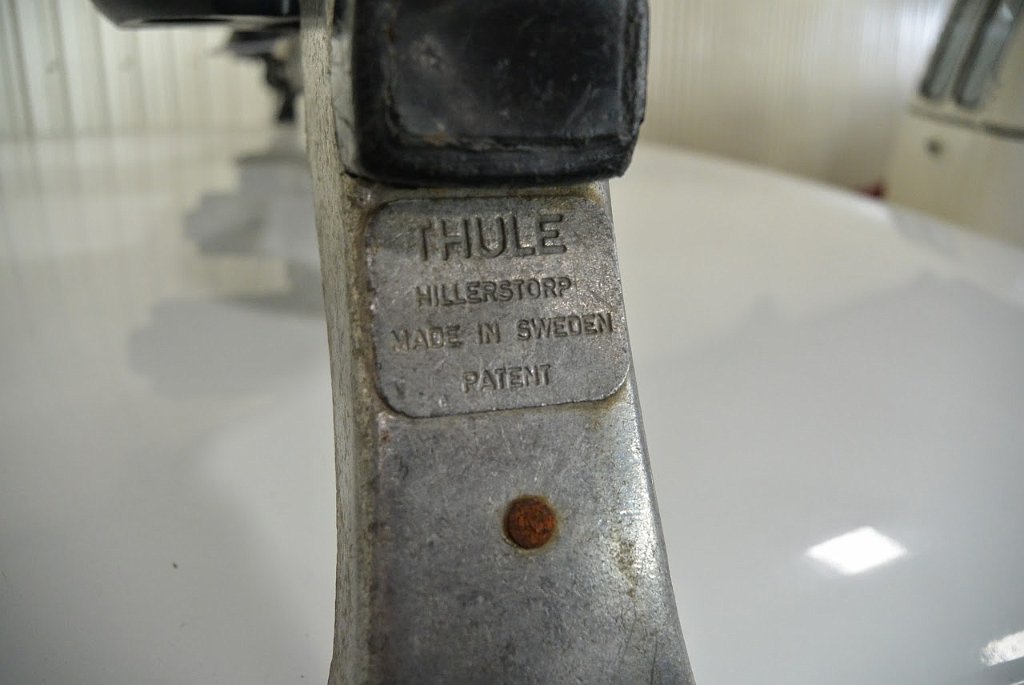 THULE
HILLERSTORP
MADE IN SWEDEN
PATENT